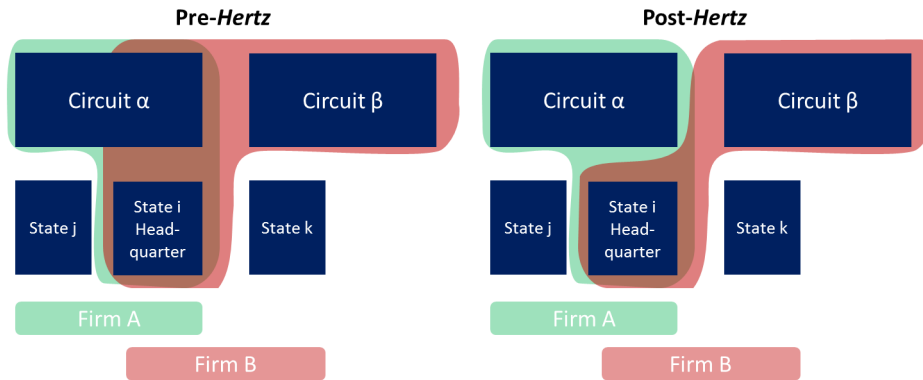 Pre-Hertz
Circuit α
Circuit β
State j
State i
Head-
quarter
State k
Firm A
Firm B
Post-Hertz
Circuit α
Circuit β
State j
State i
Head-
quarter
State k
Firm A
Firm B